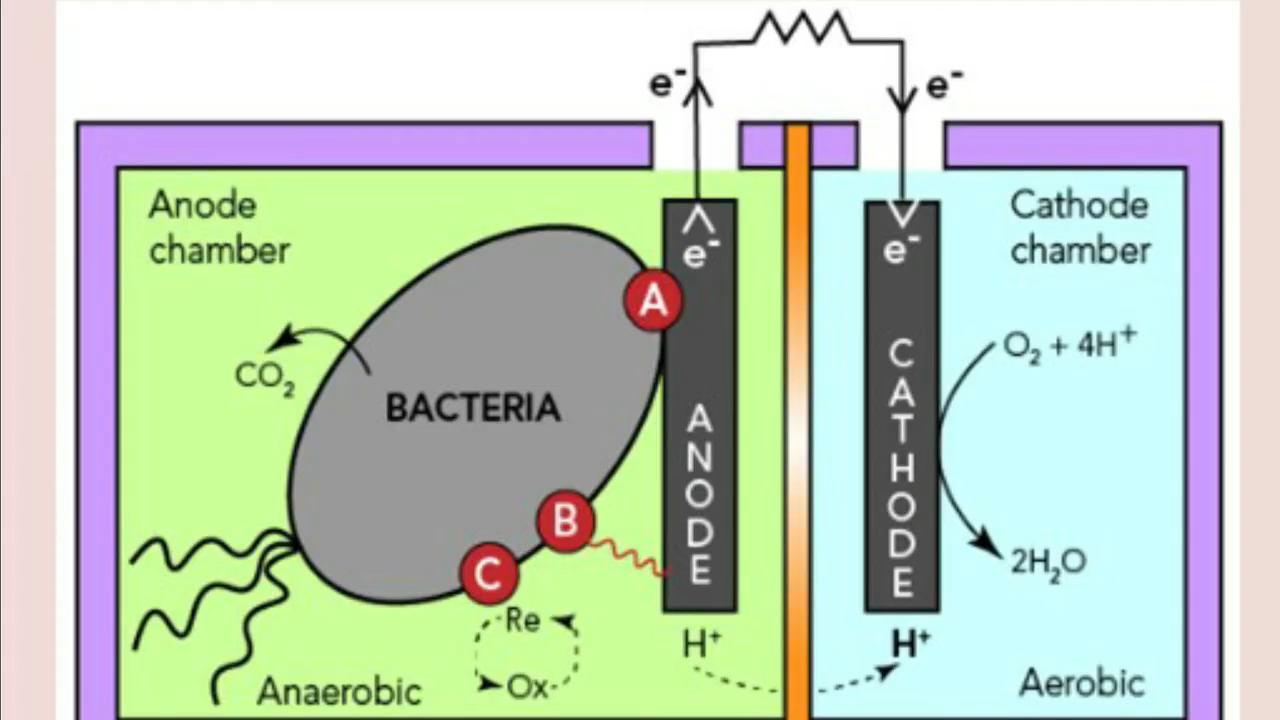 e⁻
e⁻
Anode
chamber
Cathode
chamber
e⁻
e⁻
A
O₂ + 4H⁺
CO₂
BACTERIA
ANODE
CATHODE
B
C
2H₂O
Re
H⁺
H⁺
Ox
Anaerobic
Aerobic